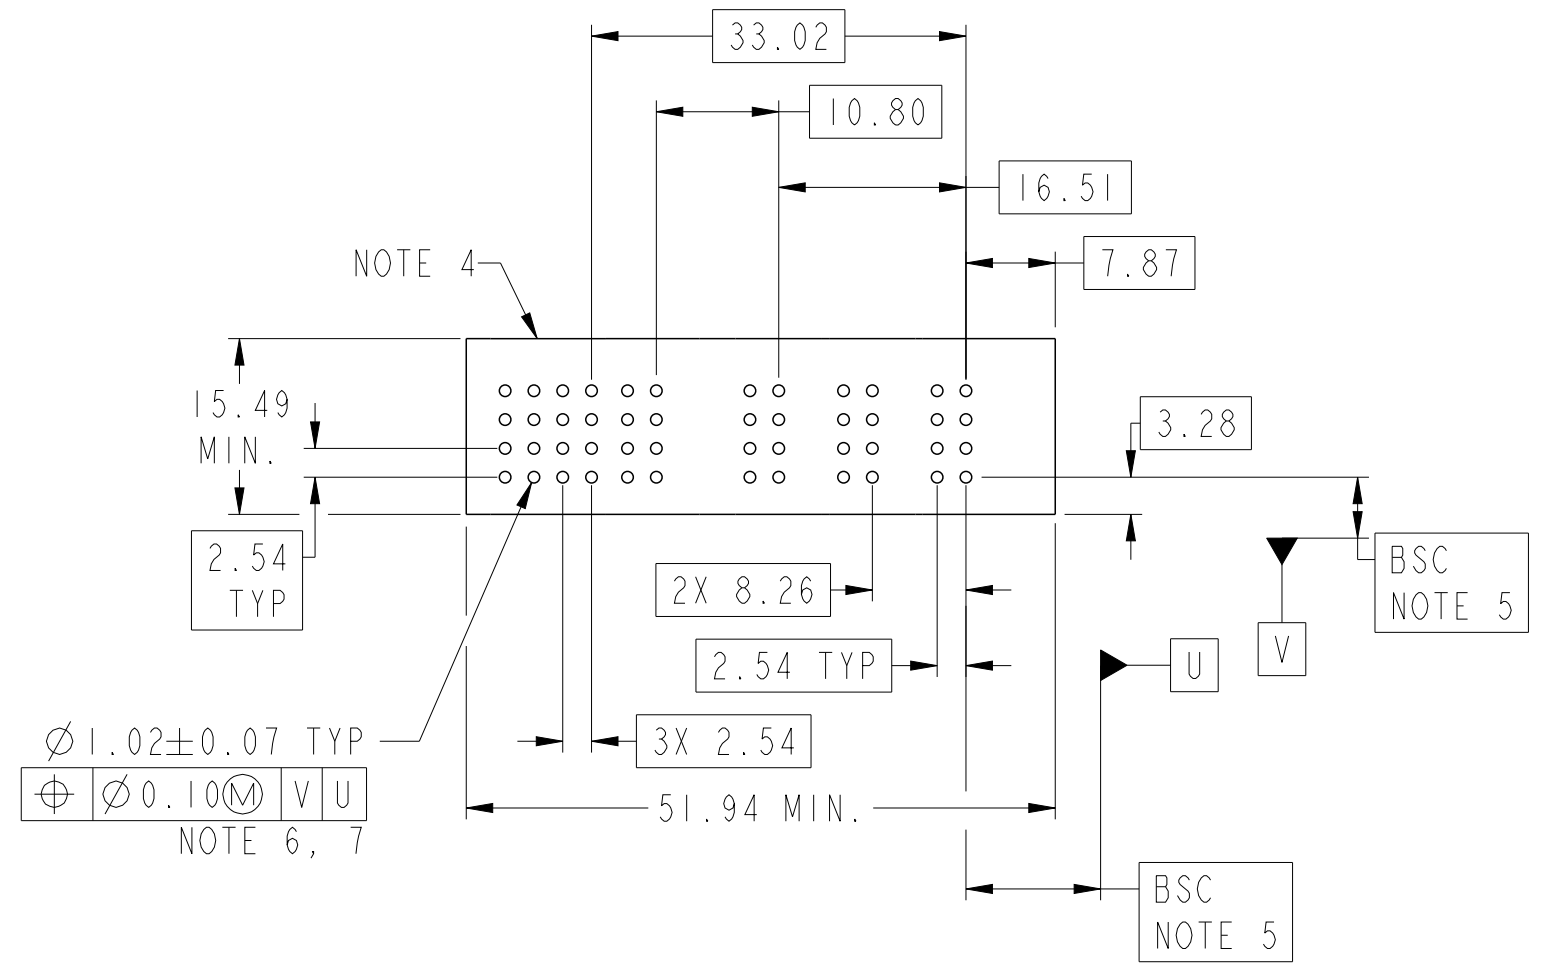 33.02
10.80
16.51
NOTE 4
7.87
15.49
MIN.
3.28
2.54
TYP
2X 8.26
BSC
NOTE 5
V
2.54 TYP
U
Ø1.02±0.07 TYP
3X 2.54
⌖ Ø0.10Ⓜ V U
51.94 MIN.
NOTE 6, 7
BSC
NOTE 5